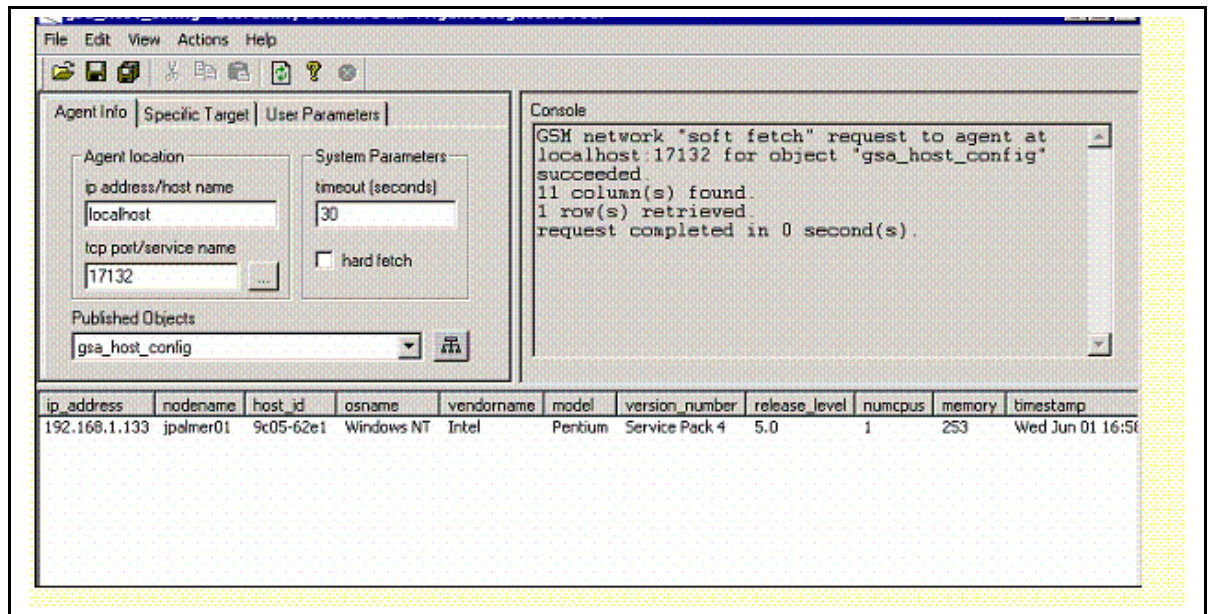 File Edit View Actions Help
Agent Info Specific Target User Parameters
Agent location
ip address/host name
localhost
tcp port/service name
17132
...
System Parameters
timeout (seconds)
30
hard fetch
Published Objects
gsa_host_config
Console
GSM network "soft fetch" request to agent at
localhost:17132 for object "gsa_host_config"
succeeded.
11 column(s) found.
1 row(s) retrieved.
request completed in 0 second(s).
ip_address nodename host_id osname vendorname model version_number release_level numcpus memory timestamp
192.168.1.133 jpalmer01 9c05-62e1 Windows NT Intel Pentium Service Pack 4 5.0 1 253 Wed Jun 01